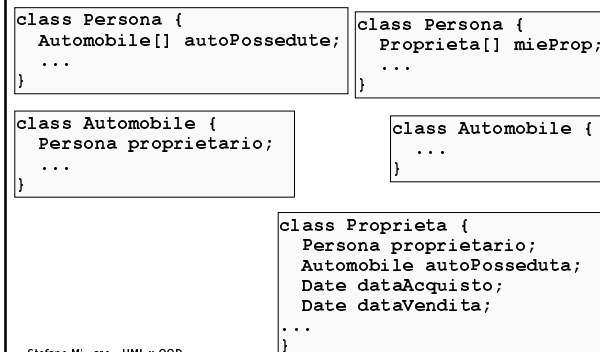 class Persona {
Automobile[] autoPossedute;
...
}
class Persona {
Proprieta[] mieProp;
...
}
class Automobile {
Persona proprietario;
...
}
class Automobile {
...
}
class Proprieta {
Persona proprietario;
Automobile autoPosseduta;
Date dataAcquisto;
Date dataVendita;
...
}